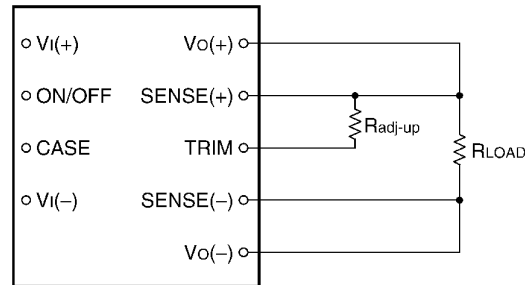 VI(+) VO(+)
ON/OFF SENSE(+)
Radj-up
CASE TRIM
RLOAD
VI(−) SENSE(−)
VO(−)